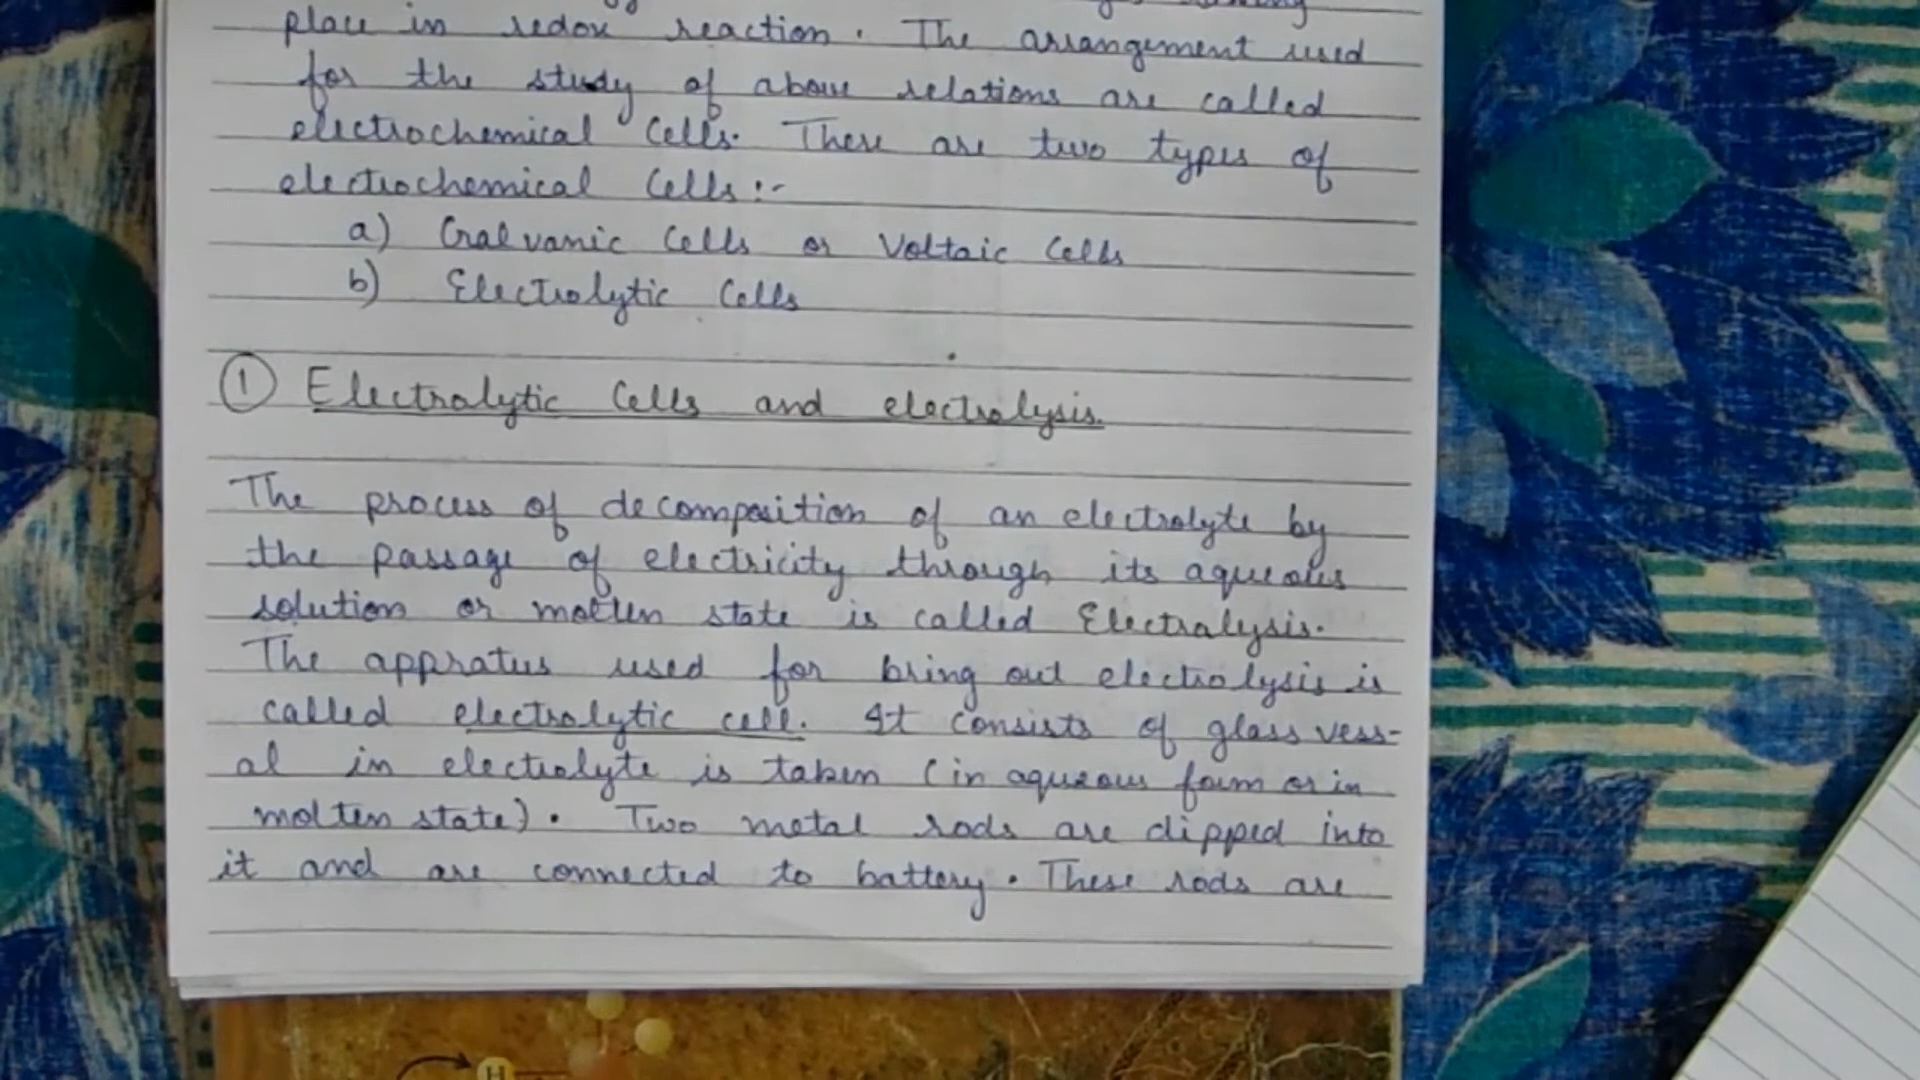 place in redox reaction. The arrangement used
for the study of above relations are called
electrochemical Cells. There are two types of
electrochemical Cells:-
a) Galvanic Cells or Voltaic Cells
b) Electrolytic Cells
① Electralytic Cells and electrolysis.
The process of decomposition of an electrolyte by
the passage of electricity through its aqueous
solution or molten state is called Electralysis.
The appratus used for bring out electrolysis is
called electrolytic cell. It consists of glass vess-
al in electrolyte is taken (in aqueous form or in
molten state). Two metal rods are dipped into
it and are connected to battery. These rods are
H